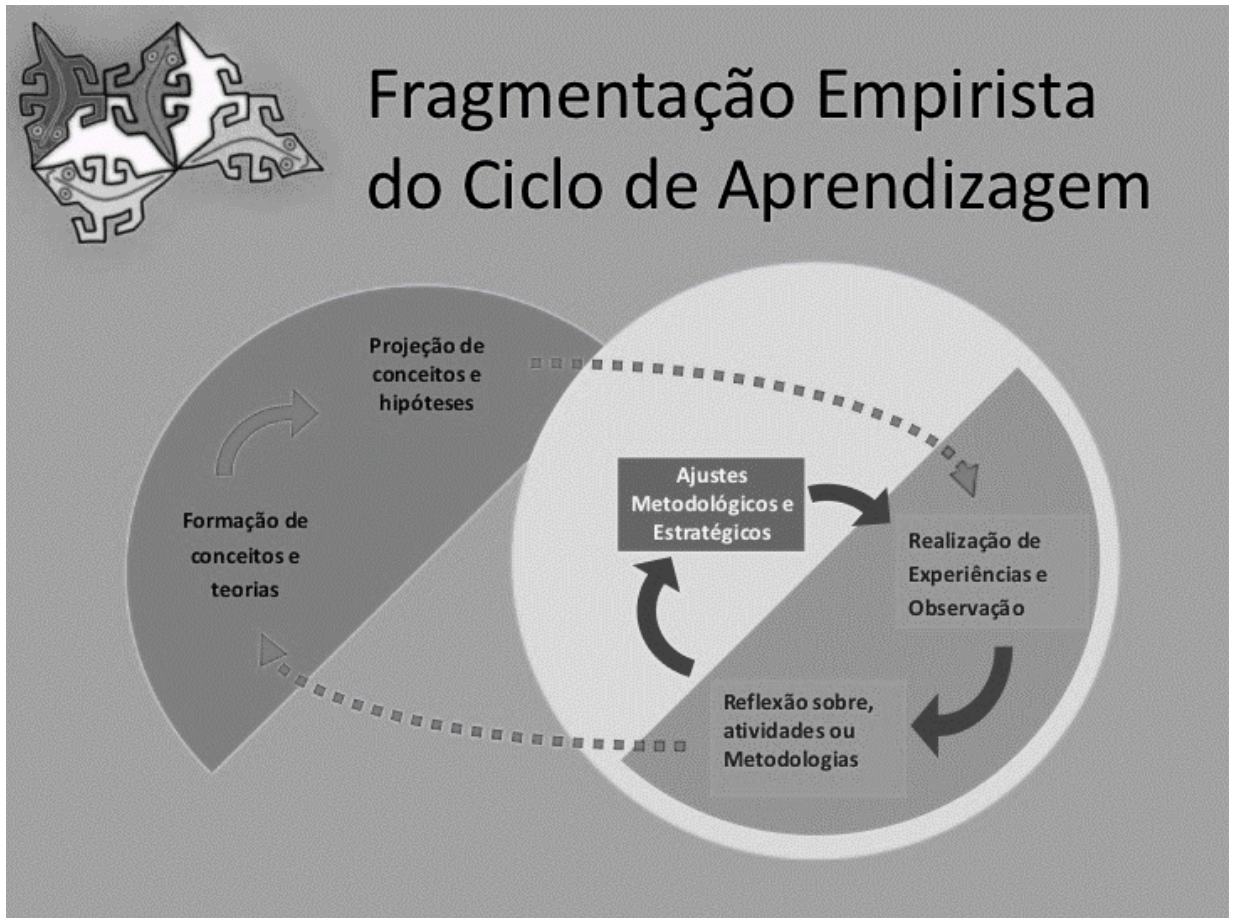 Fragmentação Empirista
do Ciclo de Aprendizagem
Projeção de
conceitos e
hipóteses
Formação de
conceitos e
teorias
Ajustes
Metodológicos e
Estratégicos
Realização de
Experiências e
Observação
Reflexão sobre,
atividades ou
Metodologias